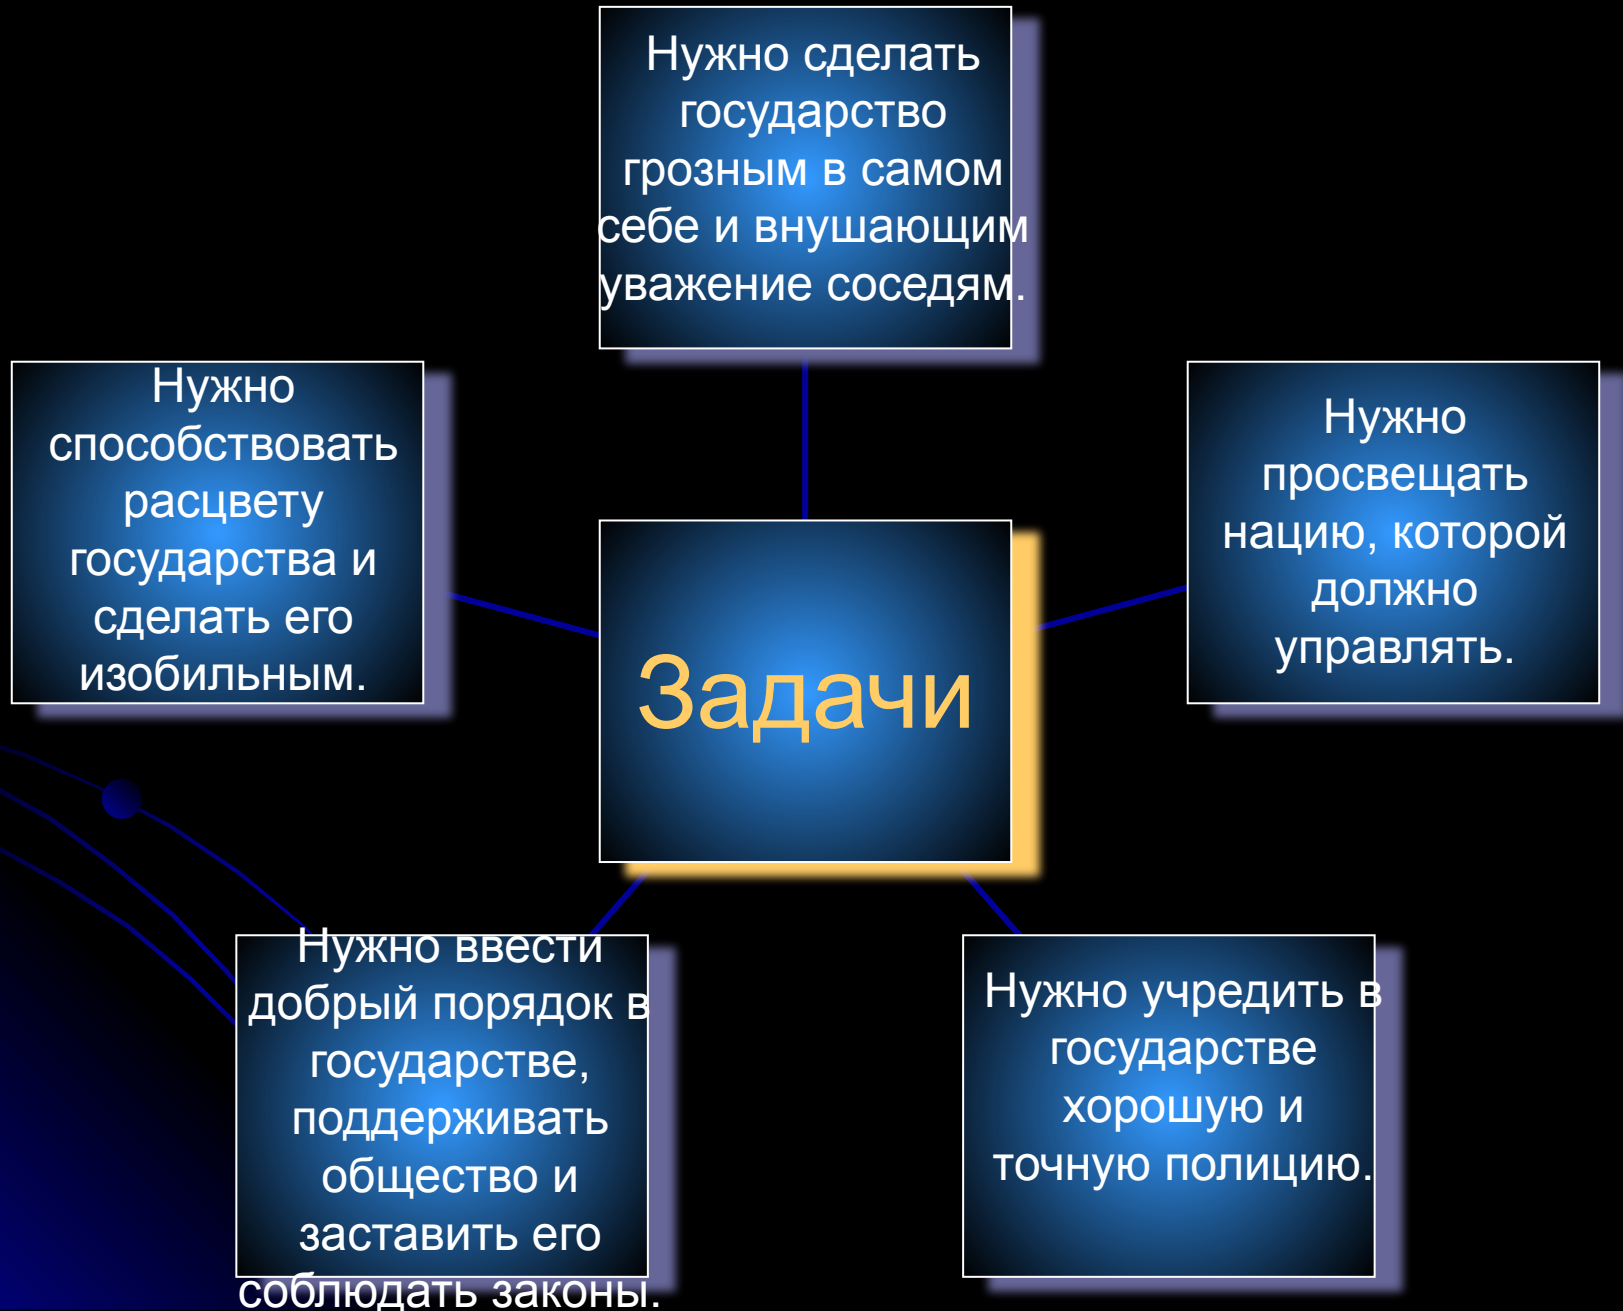 Нужно сделать
государство
грозным в самом
себе и внушающим
уважение соседям.
Нужно
способствовать
расцвету
государства и
сделать его
изобильным.
Нужно
просвещать
нацию, которой
должно
управлять.
Задачи
Нужно ввести
добрый порядок в
государстве,
поддерживать
общество и
заставить его
соблюдать законы.
Нужно учредить в
государстве
хорошую и
точную полицию.